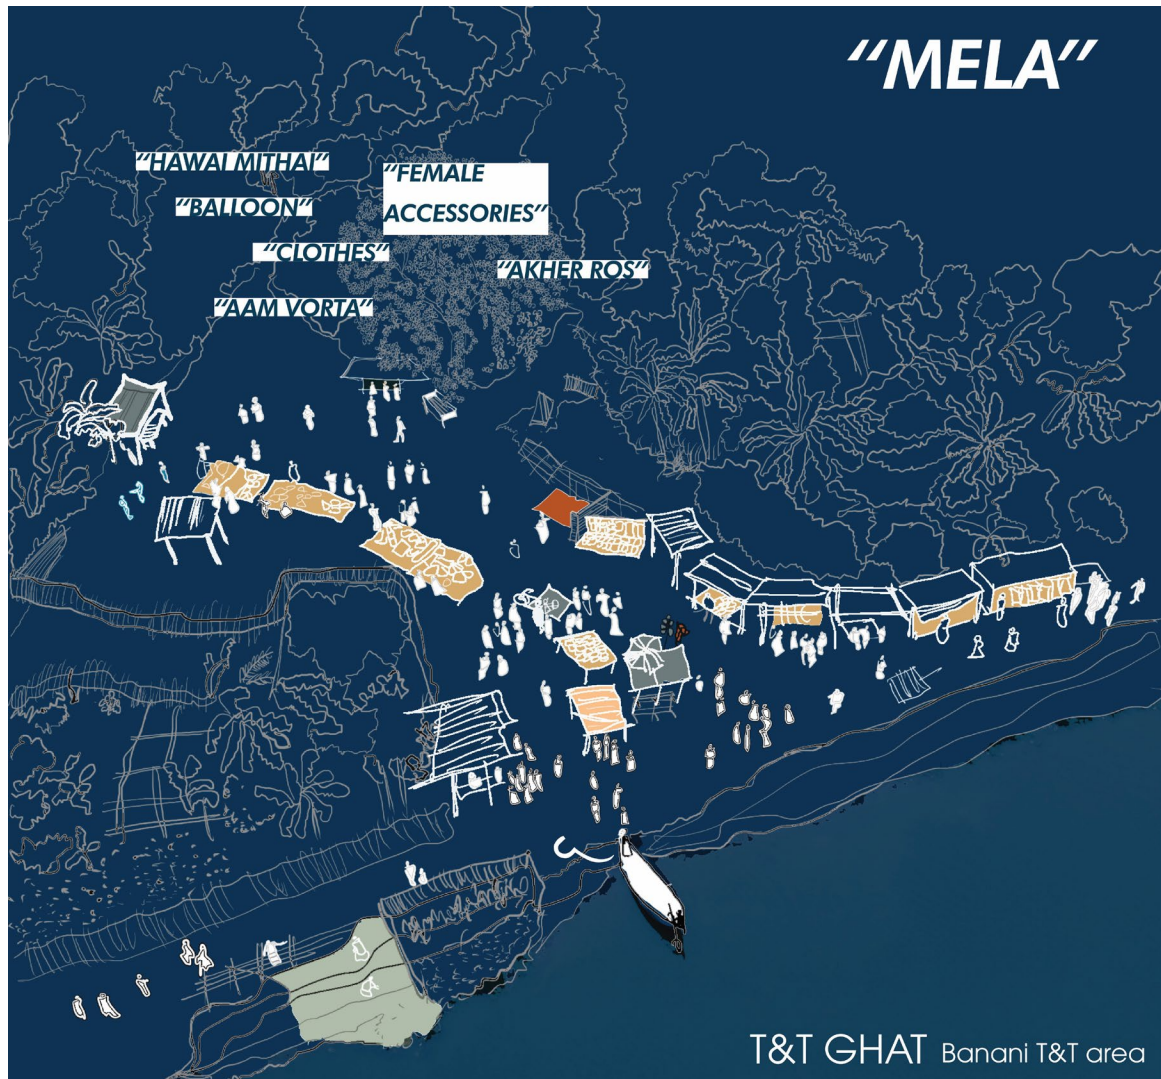 “MELA”
“HAWAI MITHAI”
“FEMALE
ACCESSORIES”
“BALLOON”
“CLOTHES”
“AKHER ROS”
“AAM VORTA”
T&T GHAT Banani T&T area